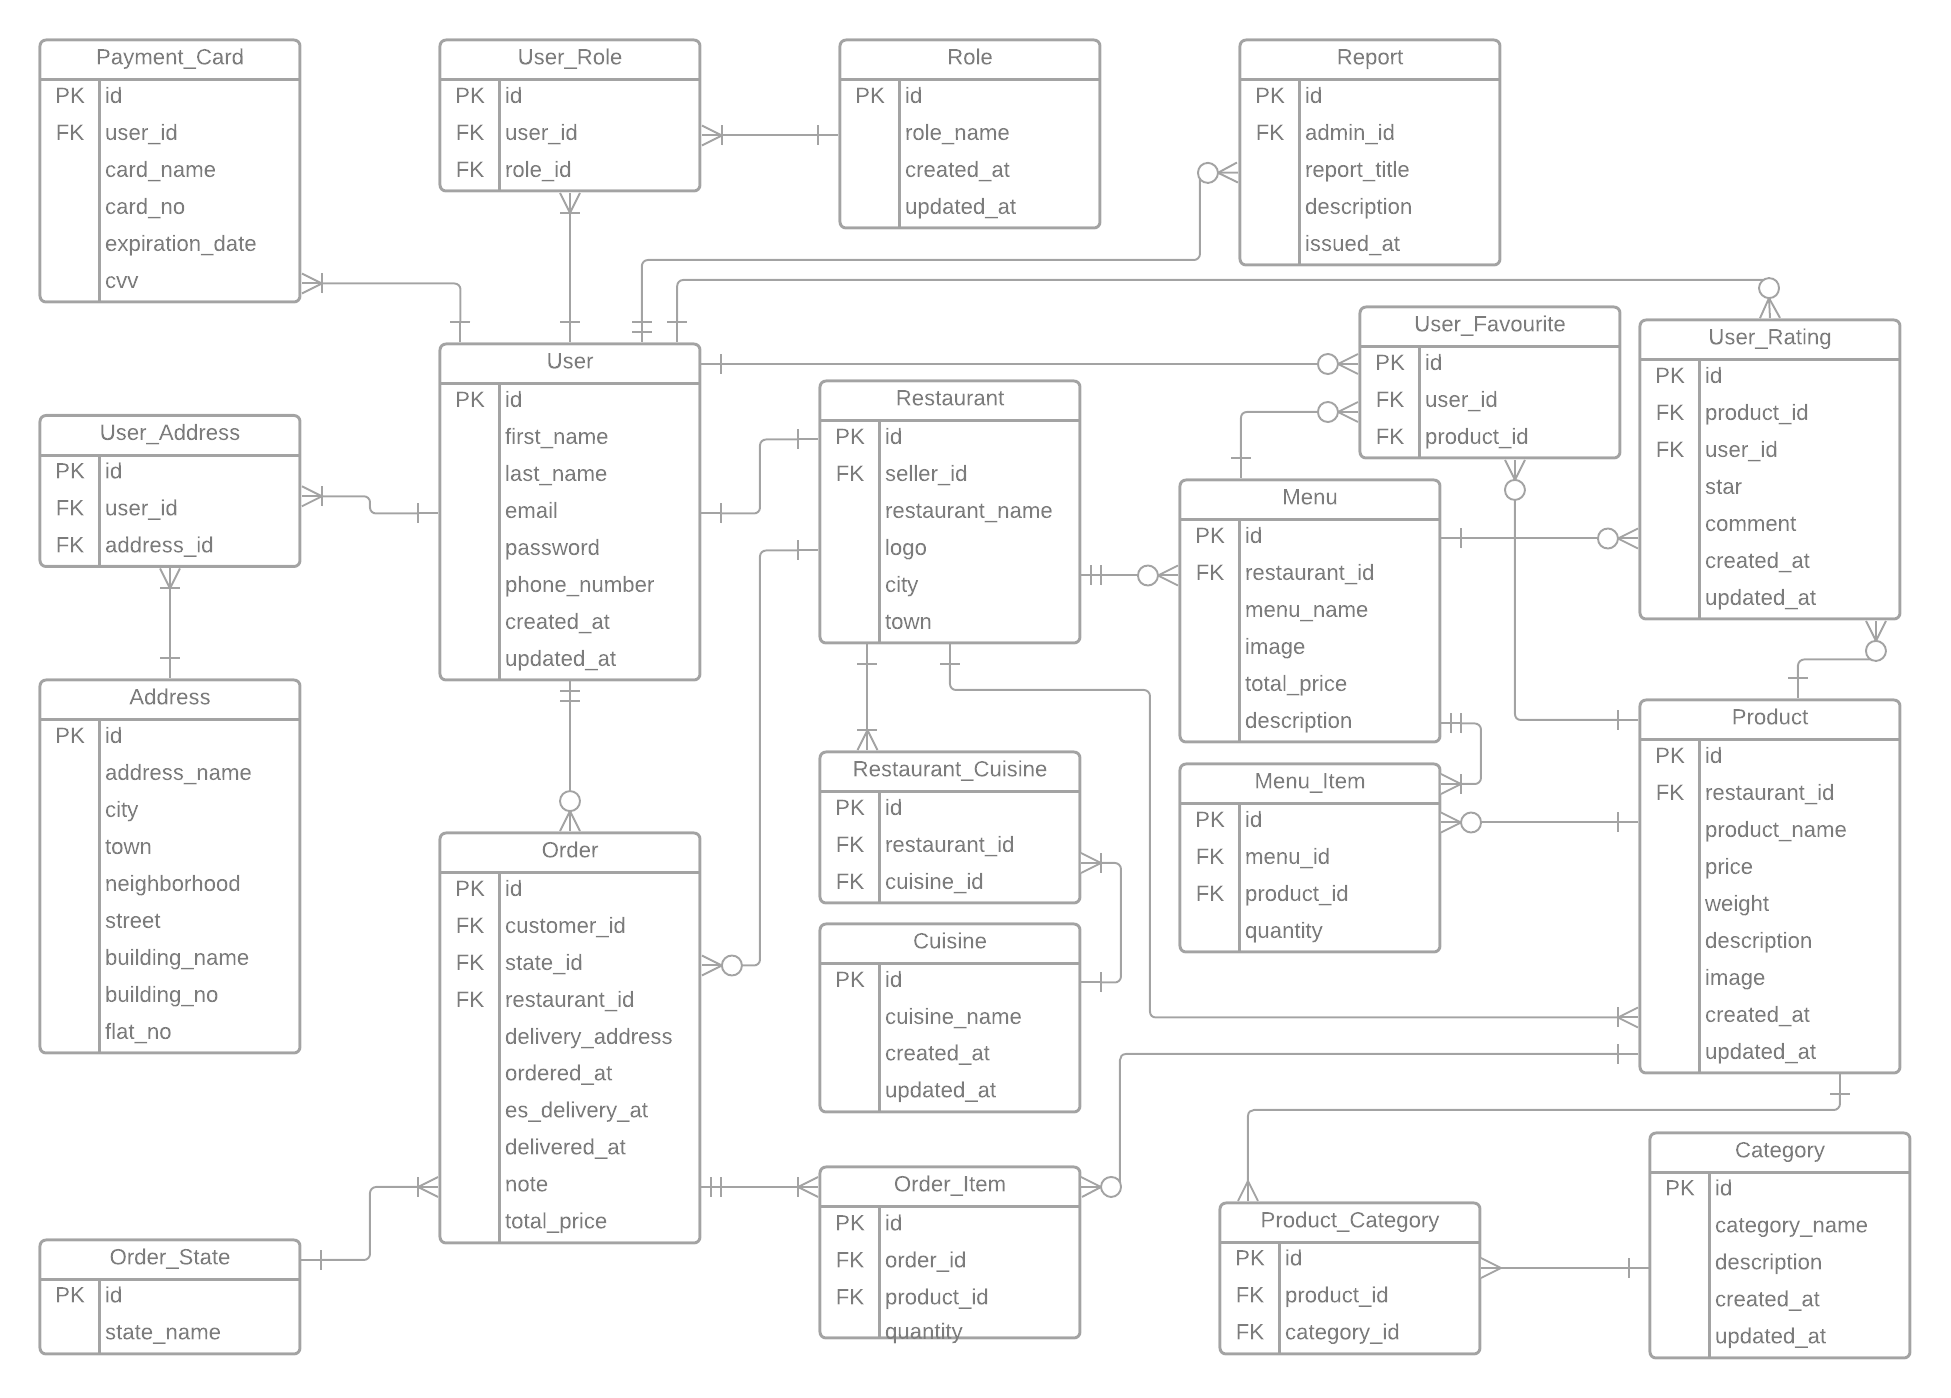 Payment_Card
PK id
FK user_id
card_name
card_no
expiration_date
cvv
User_Role
PK id
FK user_id
FK role_id
Role
PK id
role_name
created_at
updated_at
Report
PK id
FK admin_id
report_title
description
issued_at
User
PK id
first_name
last_name
email
password
phone_number
created_at
updated_at
User_Favourite
PK id
FK user_id
FK product_id
User_Rating
PK id
FK product_id
FK user_id
star
comment
created_at
updated_at
User_Address
PK id
FK user_id
FK address_id
Restaurant
PK id
FK seller_id
restaurant_name
logo
city
town
Menu
PK id
FK restaurant_id
menu_name
image
total_price
description
Address
PK id
address_name
city
town
neighborhood
street
building_name
building_no
flat_no
Restaurant_Cuisine
PK id
FK restaurant_id
FK cuisine_id
Menu_Item
PK id
FK menu_id
FK product_id
quantity
Product
PK id
FK restaurant_id
product_name
price
weight
description
image
created_at
updated_at
Order
PK id
FK customer_id
FK state_id
FK restaurant_id
delivery_address
ordered_at
es_delivery_at
delivered_at
note
total_price
Cuisine
PK id
cuisine_name
created_at
updated_at
Order_State
PK id
state_name
Order_Item
PK id
FK order_id
FK product_id
quantity
Product_Category
PK id
FK product_id
FK category_id
Category
PK id
category_name
description
created_at
updated_at